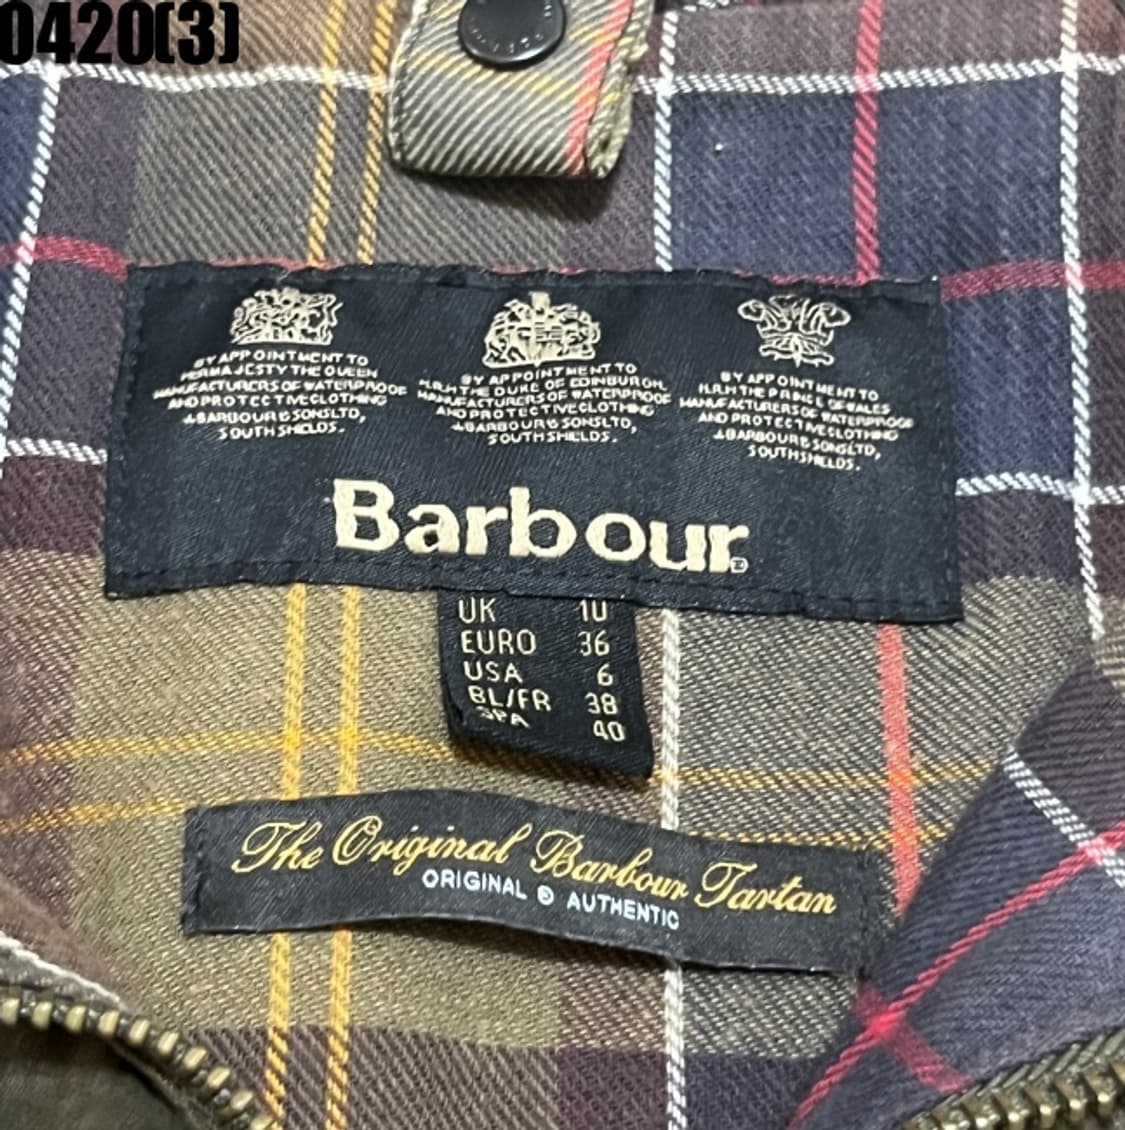 0420(3)
BY APPOINTMENT TO
HER MAJESTY THE QUEEN
MANUFACTURERS OF WATERPROOF
AND PROTECTIVE CLOTHING
J.BARBOUR & SONS LTD,
SOUTH SHIELDS.
BY APPOINTMENT TO
H.R.H THE DUKE OF EDINBURGH,
MANUFACTURERS OF WATERPROOF
AND PROTECTIVE CLOTHING
J.BARBOUR & SONS LTD,
SOUTH SHIELDS.
BY APPOINTMENT TO
H.R.H THE PRINCE OF WALES
MANUFACTURERS OF WATERPROOF
AND PROTECTIVE CLOTHING
J.BARBOUR & SONS LTD,
SOUTH SHIELDS.
Barbour®
UK 10
EURO 36
USA 6
BL/FR 38
SPA 40
The Original Barbour Tartan
ORIGINAL & AUTHENTIC